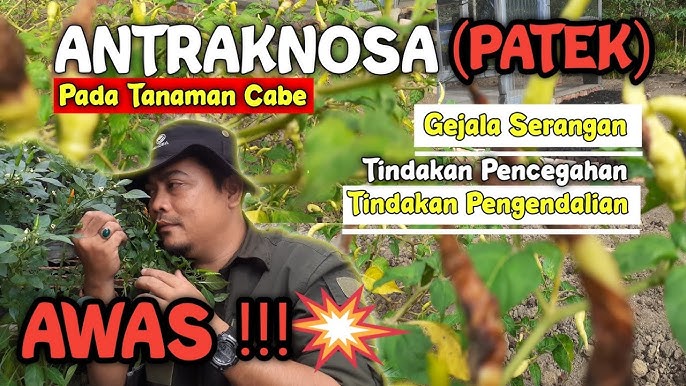 ANTRAKNOSA (PATEK)
Pada Tanaman Cabe
Gejala Serangan
Tindakan Pencegahan
Tindakan Pengendalian
AWAS !!!